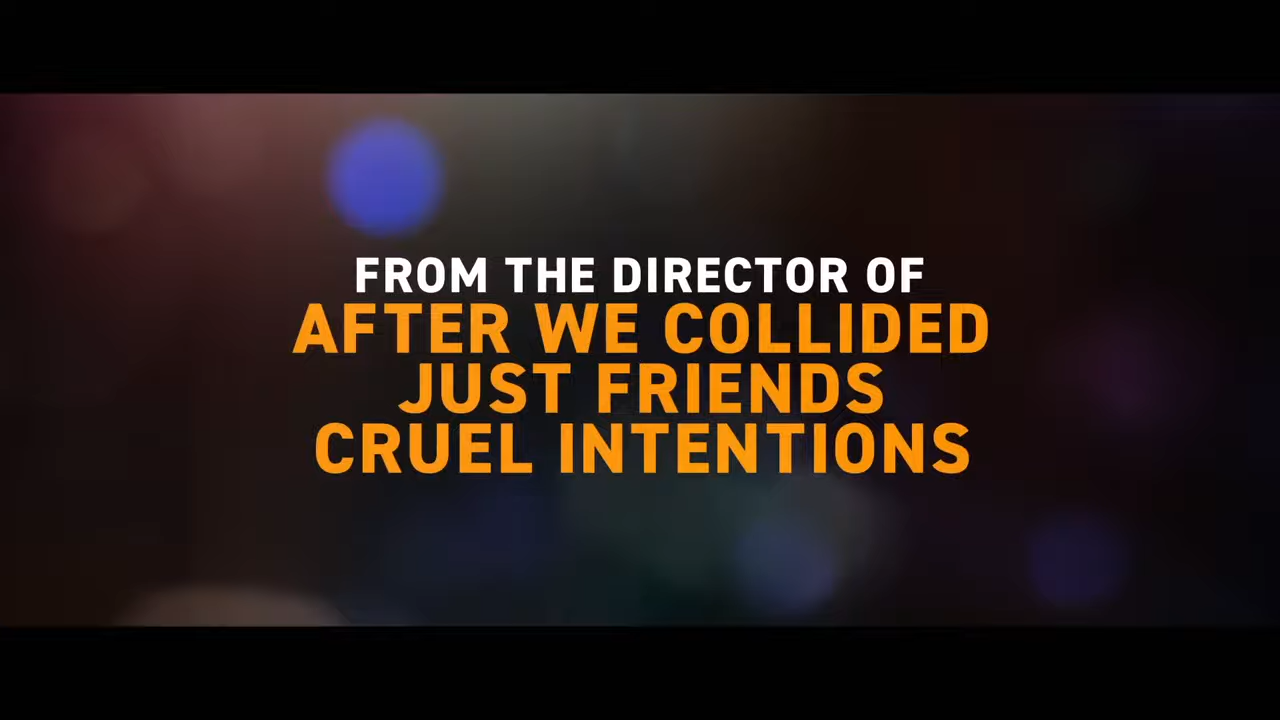 FROM THE DIRECTOR OF
AFTER WE COLLIDED
JUST FRIENDS
CRUEL INTENTIONS